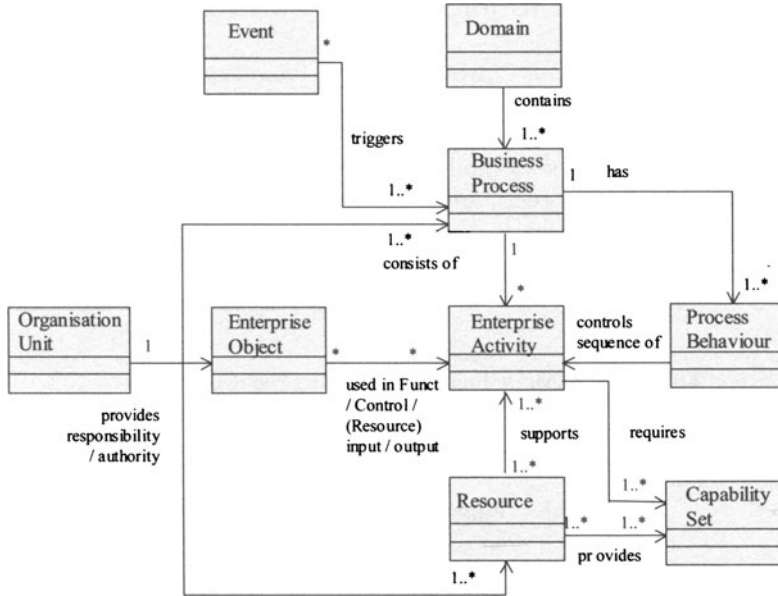 Event
*
Domain
contains
1..*
triggers
Business
Process
1
has
1..*
1..*
consists of
1
*
1..*
Organisation
Unit
1
Enterprise
Object
*
*
Enterprise
Activity
controls
sequence of
Process
Behaviour
provides
responsibility
/ authority
used in Funct
/ Control /
(Resource)
input / output
1..*
supports
requires
1..*
1..*
Resource
1..*
1..*
Capability
Set
pr ovides
1..*